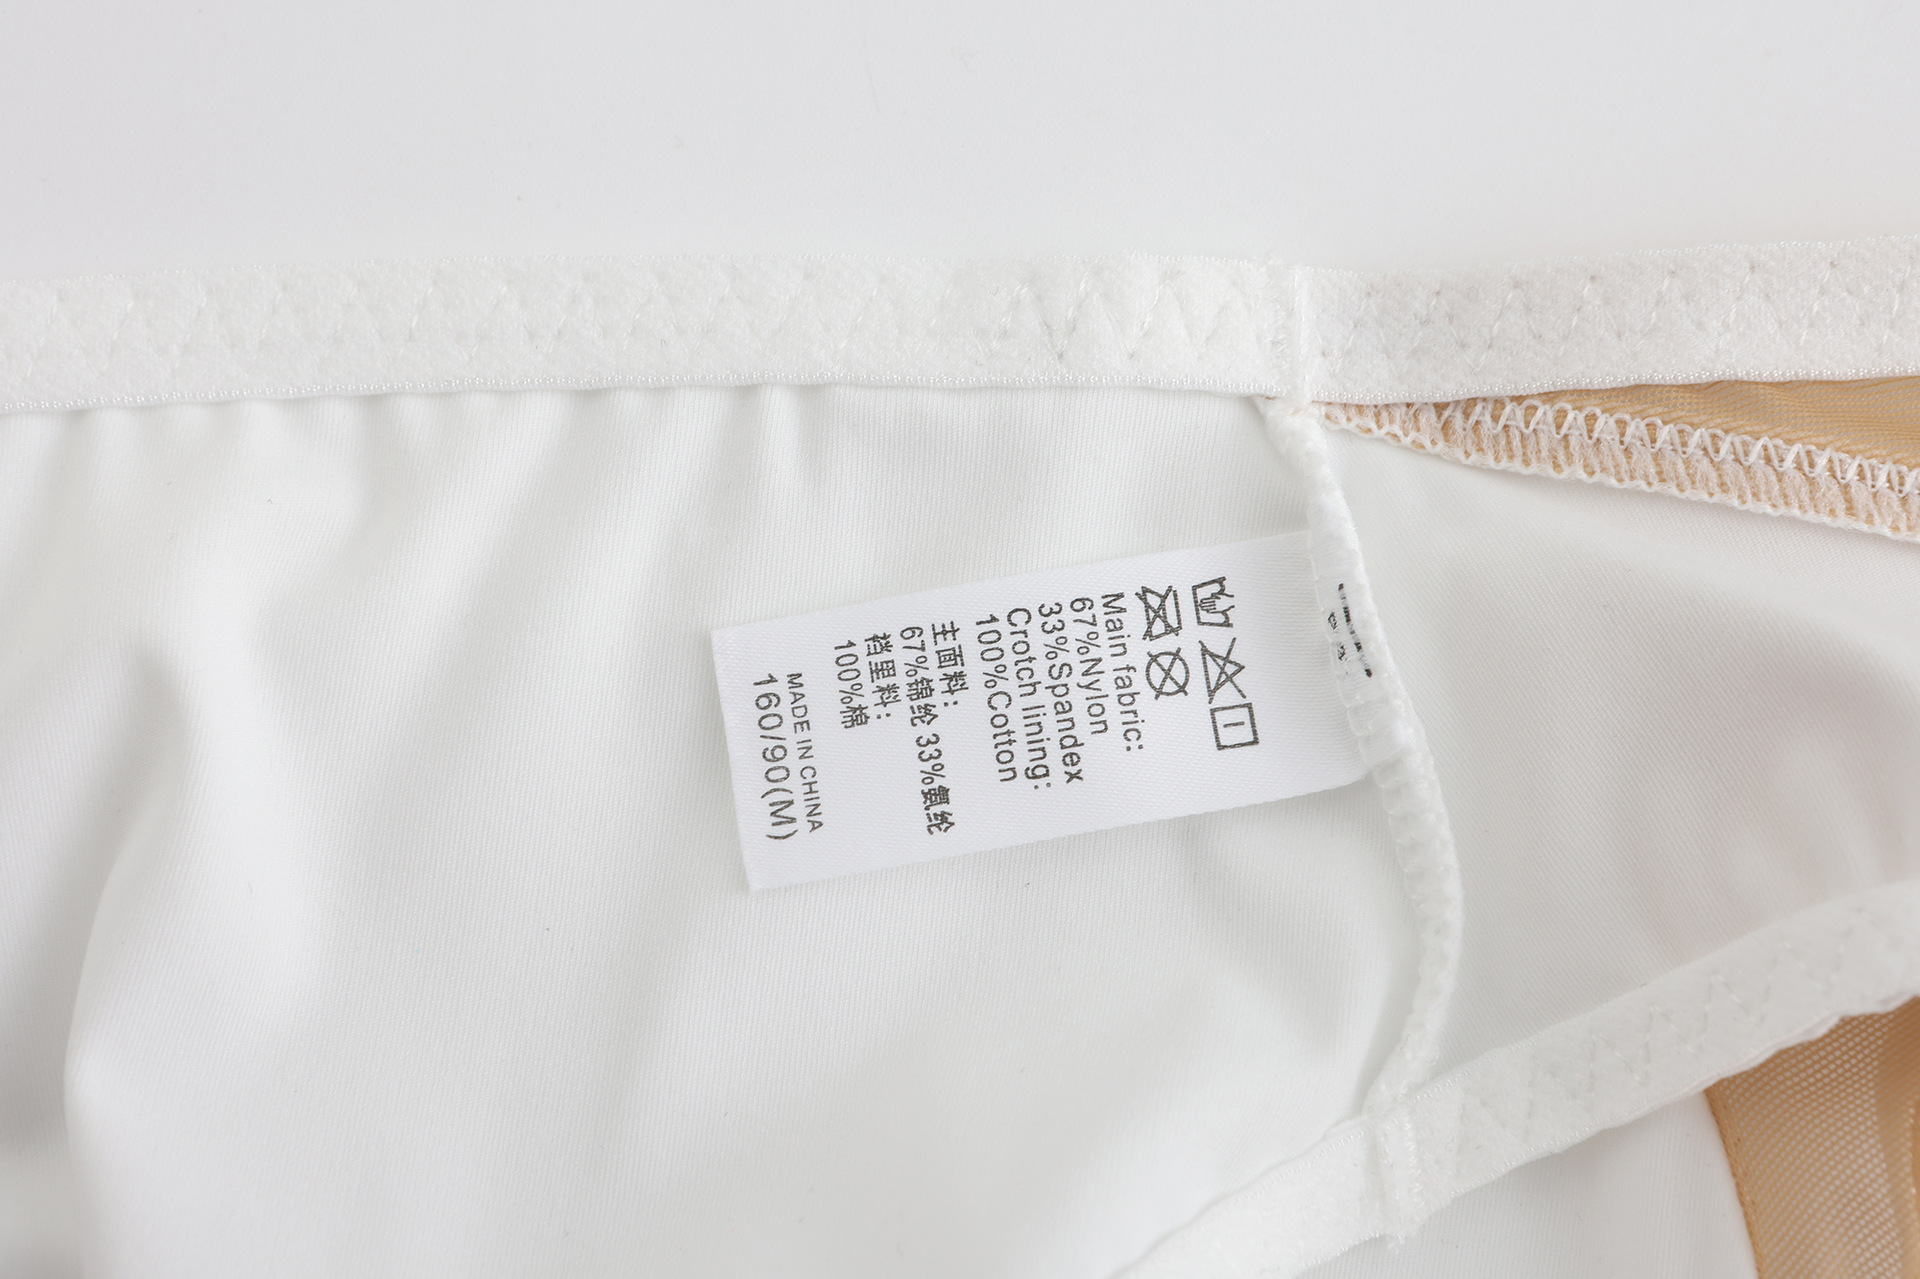 Main fabric:
67%Nylon
33%Spandex
Crotch lining:
100%Cotton
主面料:
67%锦纶 33%氨纶
裆里料:
100%棉
MADE IN CHINA
160/90(M)